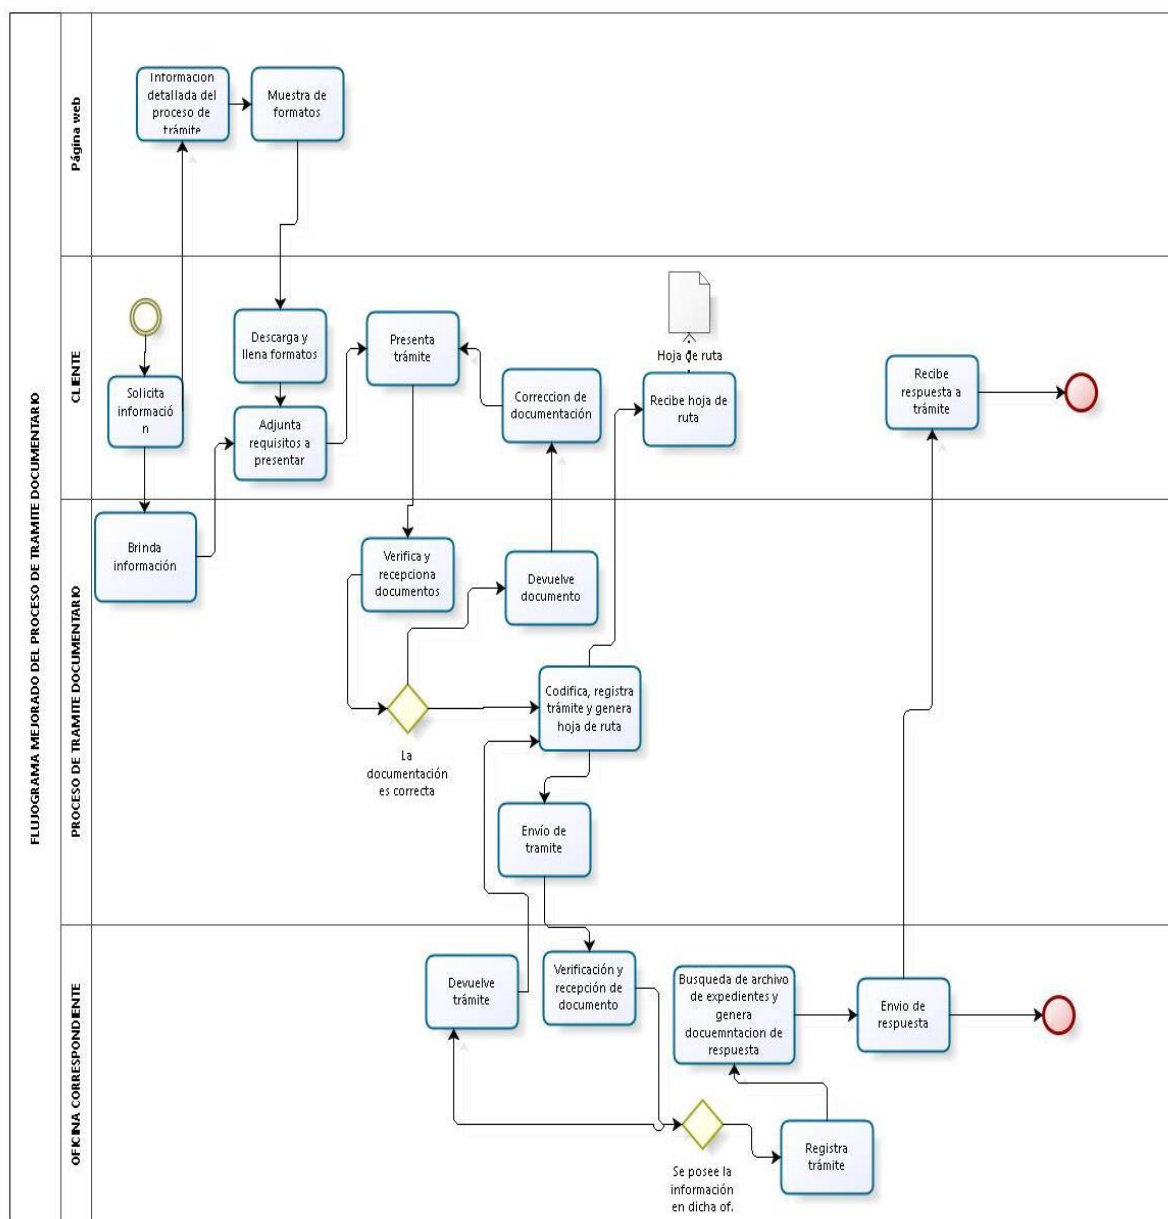 FLUJOGRAMA MEJORADO DEL PROCESO DE TRAMITE DOCUMENTARIO
Página web
Informacion
detallada del
proceso de
trámite
Muestra de
formatos
CLIENTE
Solicita
informació
n
Descarga y
llena formatos
Adjunta
requisitos a
presentar
Presenta
trámite
Correccion de
documentación
Hoja de ruta
Recibe hoja de
ruta
Recibe
respuesta a
trámite
PROCESO DE TRAMITE DOCUMENTARIO
Brinda
información
Verifica y
recepciona
documentos
Devuelve
documento
La
documentación
es correcta
Codifica, registra
trámite y genera
hoja de ruta
Envío de
tramite
OFICINA CORRESPONDIENTE
Devuelve
trámite
Verificación y
recepción de
documento
Busqueda de archivo
de expedientes y
genera
docuemntacion de
respuesta
Envio de
respuesta
Se posee la
información
en dicha of.
Registra
trámite